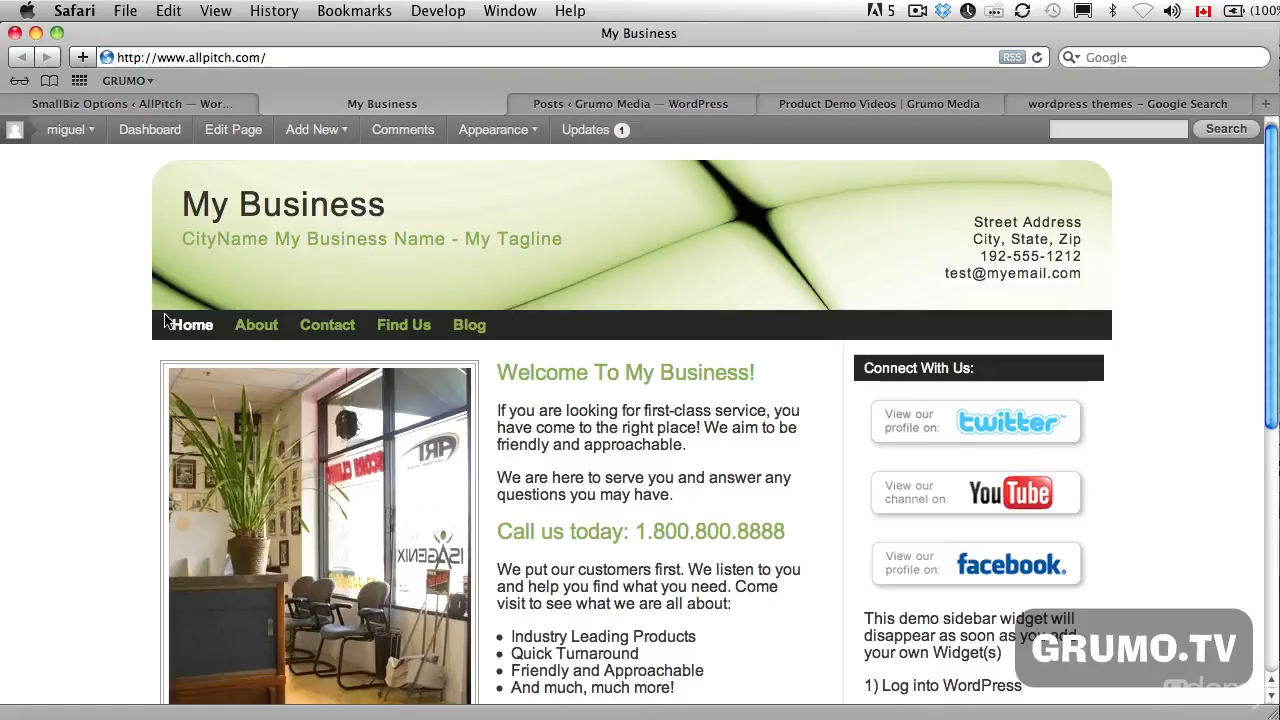 Safari File Edit View History Bookmarks Develop Window Help 5 (100%
My Business
http://www.allpitch.com/ RSS Google
GRUMO
SmallBiz Options ‹ AllPitch — Wor... My Business Posts ‹ Grumo Media — WordPress Product Demo Videos | Grumo Media wordpress themes - Google Search
miguel Dashboard Edit Page Add New Comments Appearance Updates 1 Search
My Business
CityName My Business Name - My Tagline
Street Address
City, State, Zip
192-555-1212
test@myemail.com
Home About Contact Find Us Blog
Welcome To My Business!
If you are looking for first-class service, you
have come to the right place! We aim to be
friendly and approachable.
We are here to serve you and answer any
questions you may have.
Call us today: 1.800.800.8888
We put our customers first. We listen to you
and help you find what you need. Come
visit to see what we are all about:
Industry Leading Products
Quick Turnaround
Friendly and Approachable
And much, much more!
ART
ISAGENIX
Connect With Us:
View our
profile on: twitter
View our
channel on: YouTube
View our
profile on: facebook.
This demo sidebar widget will
disappear as soon as you add
your own Widget(s)
1) Log into WordPress
GRUMO.TV